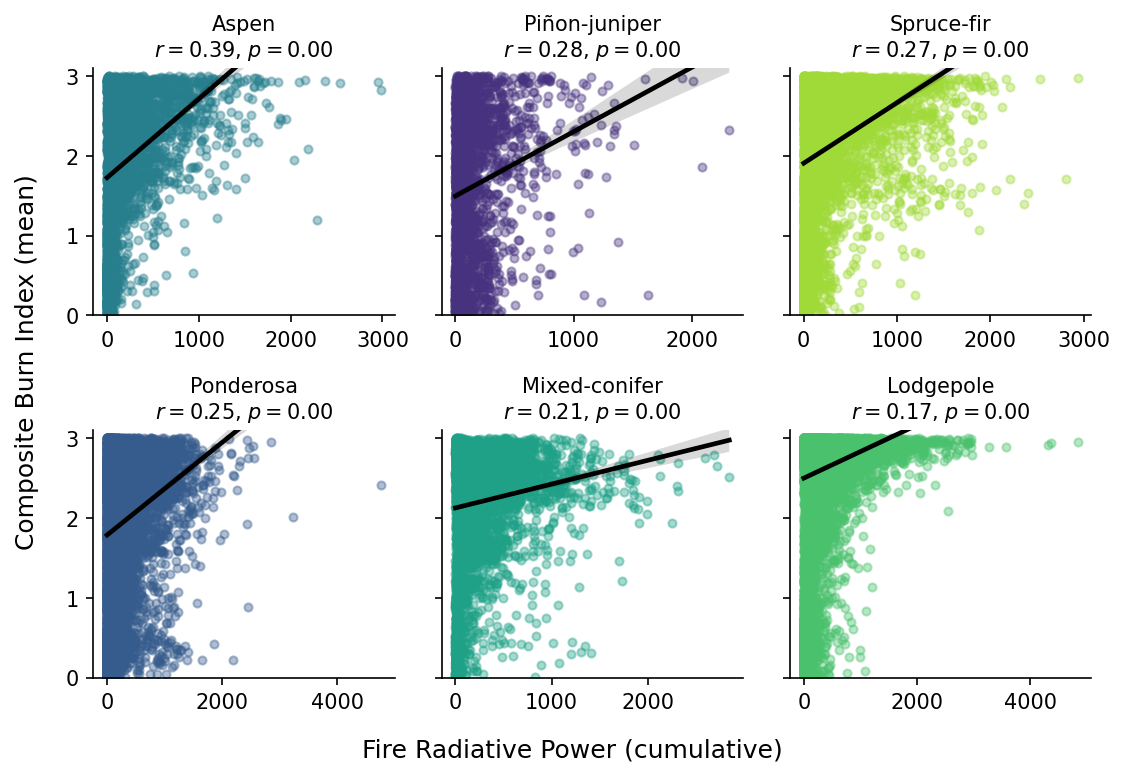 Aspen
r = 0.39, p = 0.00
Piñon-juniper
r = 0.28, p = 0.00
Spruce-fir
r = 0.27, p = 0.00
3
2
1
0
0 1000 2000 3000
0 1000 2000
0 1000 2000 3000
Composite Burn Index (mean)
Ponderosa
r = 0.25, p = 0.00
Mixed-conifer
r = 0.21, p = 0.00
Lodgepole
r = 0.17, p = 0.00
3
2
1
0
0 2000 4000
0 1000 2000
0 2000 4000
Fire Radiative Power (cumulative)